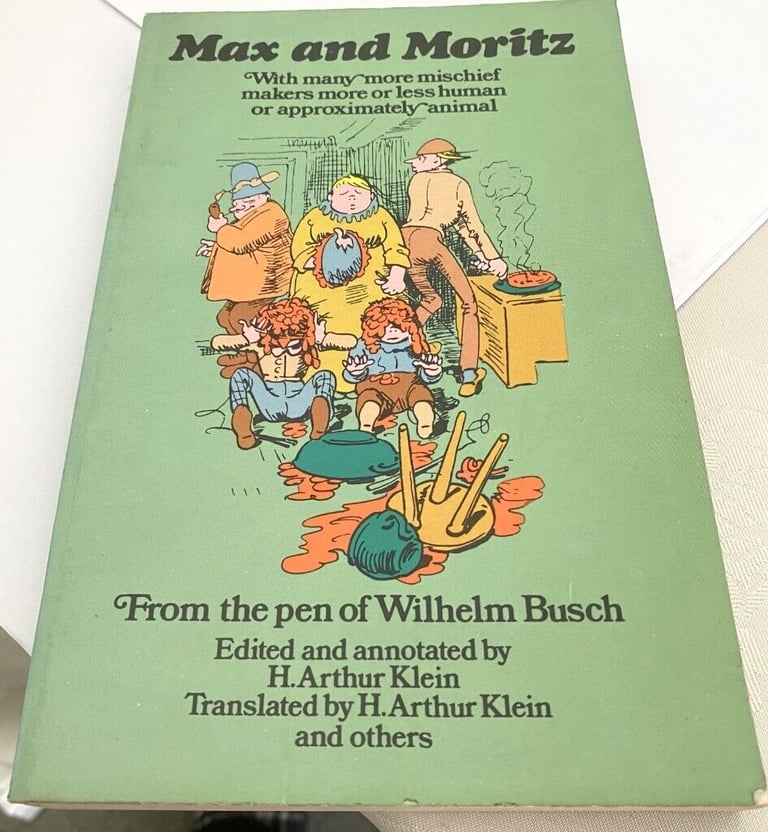 Max and Moritz
With many more mischief
makers more or less human
or approximately animal
From the pen of Wilhelm Busch
Edited and annotated by
H. Arthur Klein
Translated by H. Arthur Klein
and others